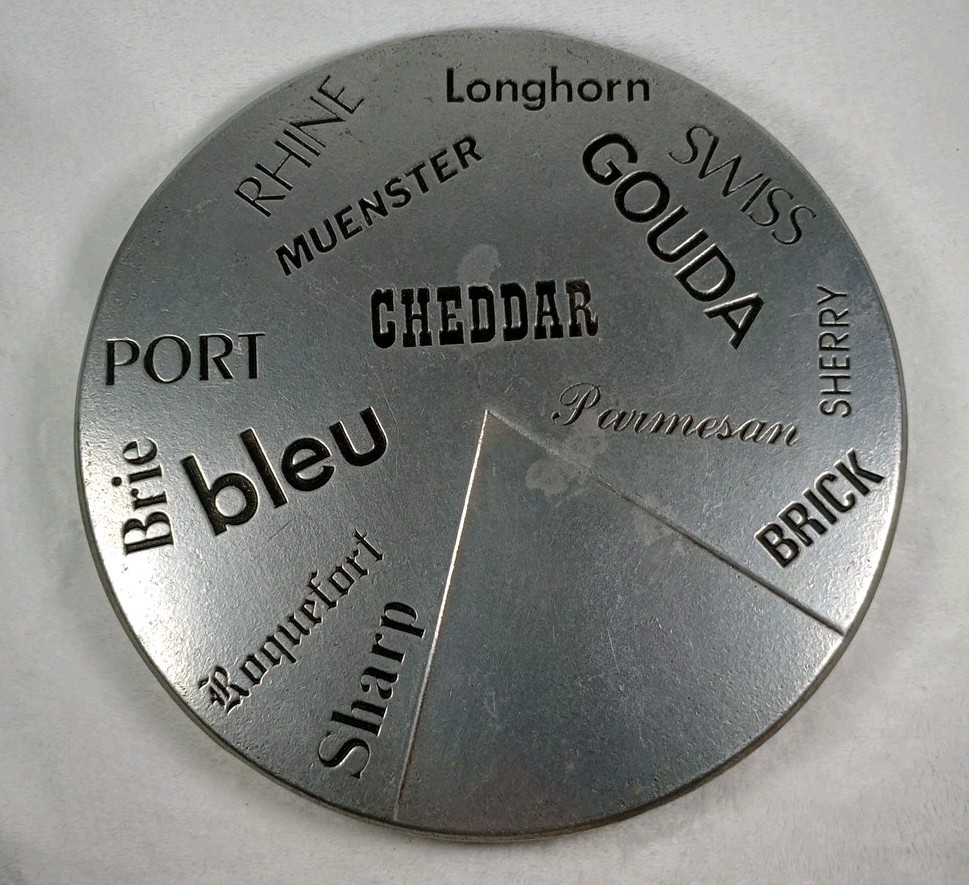 Longhorn
RHINE
SWISS
MUENSTER
GOUDA
CHEDDAR
SHERRY
PORT
Parmesan
bleu
Brie
BRICK
Roquefort
Sharp